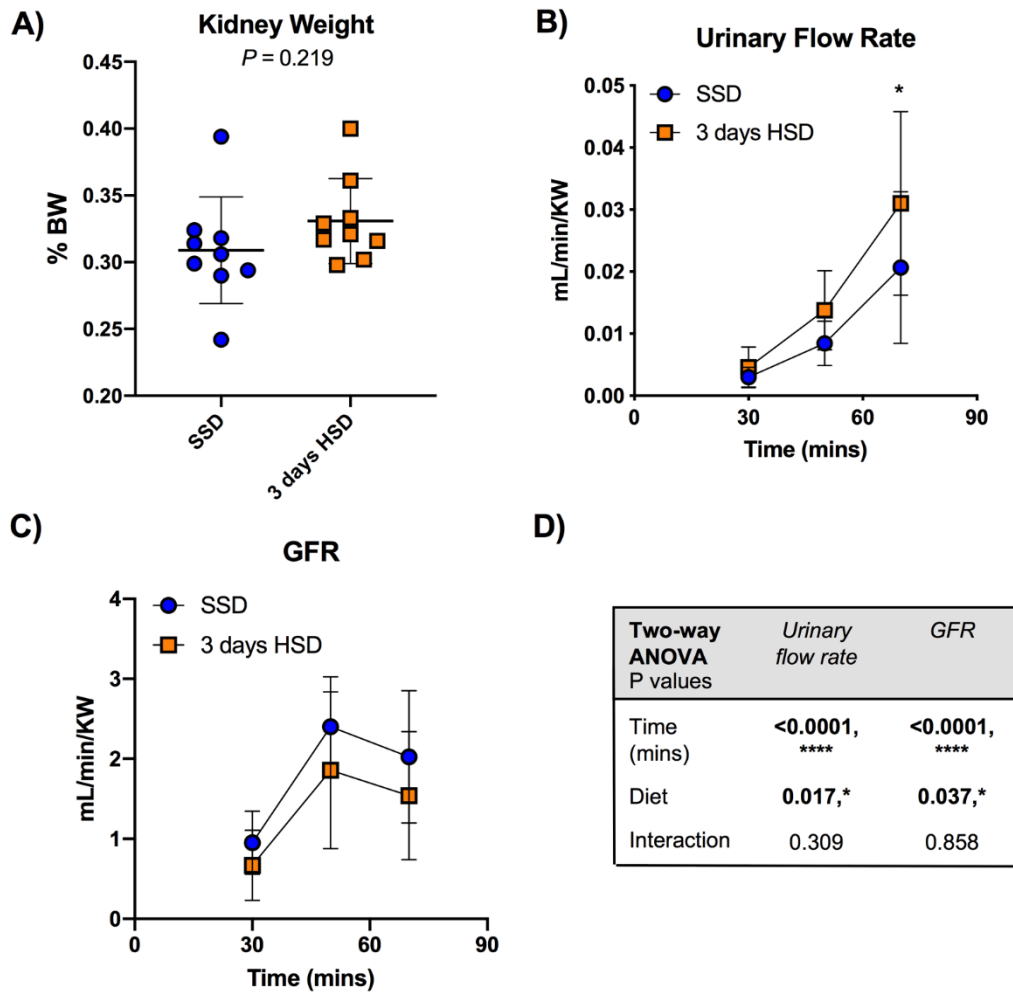 A)
Kidney Weight
P = 0.219
0.45
0.40
0.35
0.30
0.25
0.20
% BW
SSD
3 days HSD
B)
Urinary Flow Rate
SSD
3 days HSD
*
0.05
0.04
0.03
0.02
0.01
0.00
mL/min/KW
0
30
60
90
Time (mins)
C)
GFR
SSD
3 days HSD
4
3
2
1
0
mL/min/KW
0
30
60
90
Time (mins)
D)
Two-way ANOVA P values
Urinary flow rate
GFR
Time (mins)
<0.0001, ****
<0.0001, ****
Diet
0.017,*
0.037,*
Interaction
0.309
0.858